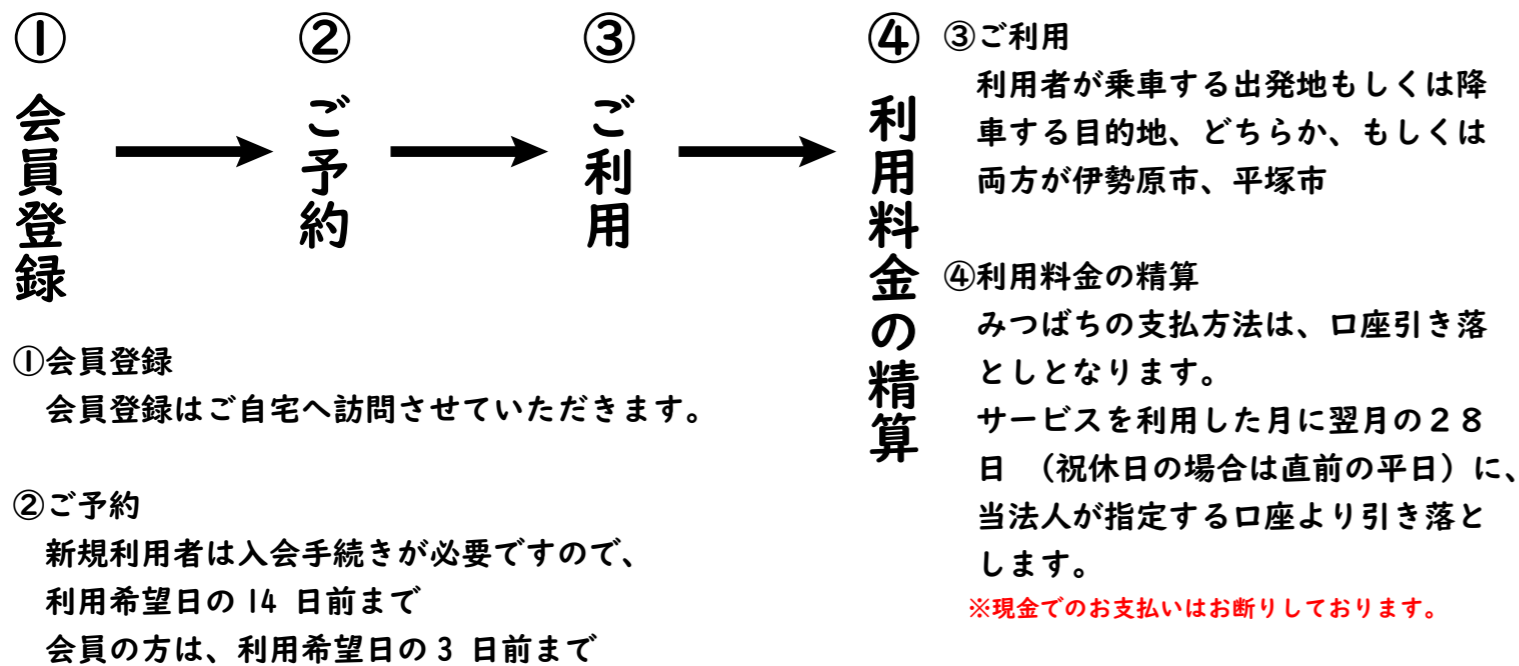 ① 会員登録
② ご予約
③ ご利用
④ 利用料金の精算
①会員登録
会員登録はご自宅へ訪問させていただきます。
②ご予約
新規利用者は入会手続きが必要ですので、
利用希望日の 14 日前まで
会員の方は、利用希望日の 3 日前まで
③ご利用
利用者が乗車する出発地もしくは降
車する目的地、どちらか、もしくは
両方が伊勢原市、平塚市
④利用料金の精算
みつばちの支払方法は、口座引き落
としとなります。
サービスを利用した月に翌月の２８
日 （祝休日の場合は直前の平日）に、
当法人が指定する口座より引き落と
します。
※現金でのお支払いはお断りしております。